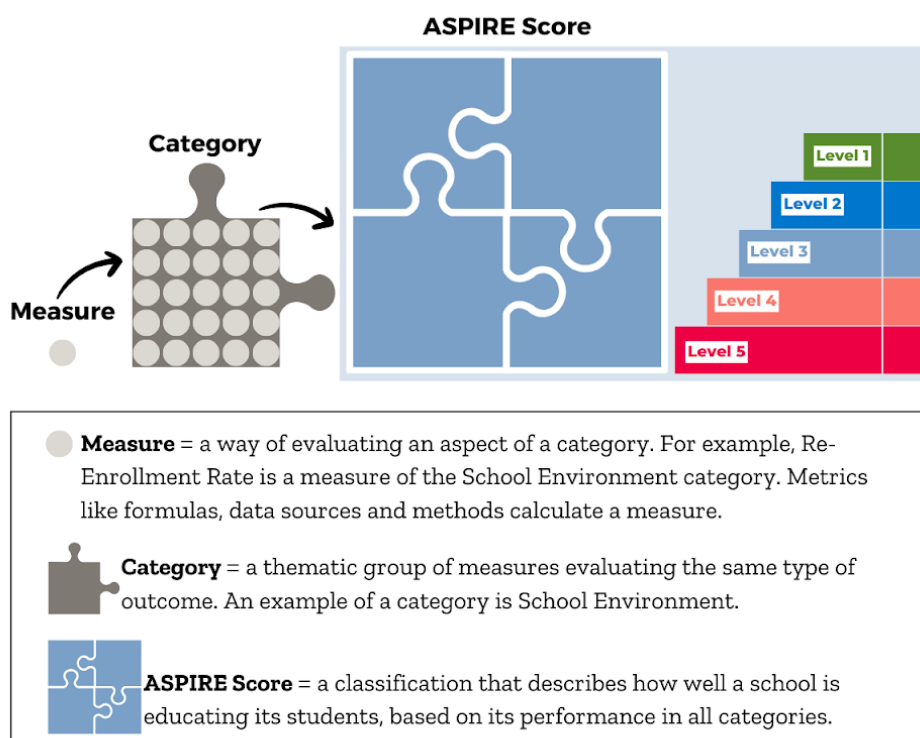 ASPIRE Score
Category
Measure
Level 1
Level 2
Level 3
Level 4
Level 5
Measure = a way of evaluating an aspect of a category. For example, Re-
Enrollment Rate is a measure of the School Environment category. Metrics
like formulas, data sources and methods calculate a measure.
Category = a thematic group of measures evaluating the same type of
outcome. An example of a category is School Environment.
ASPIRE Score = a classification that describes how well a school is
educating its students, based on its performance in all categories.